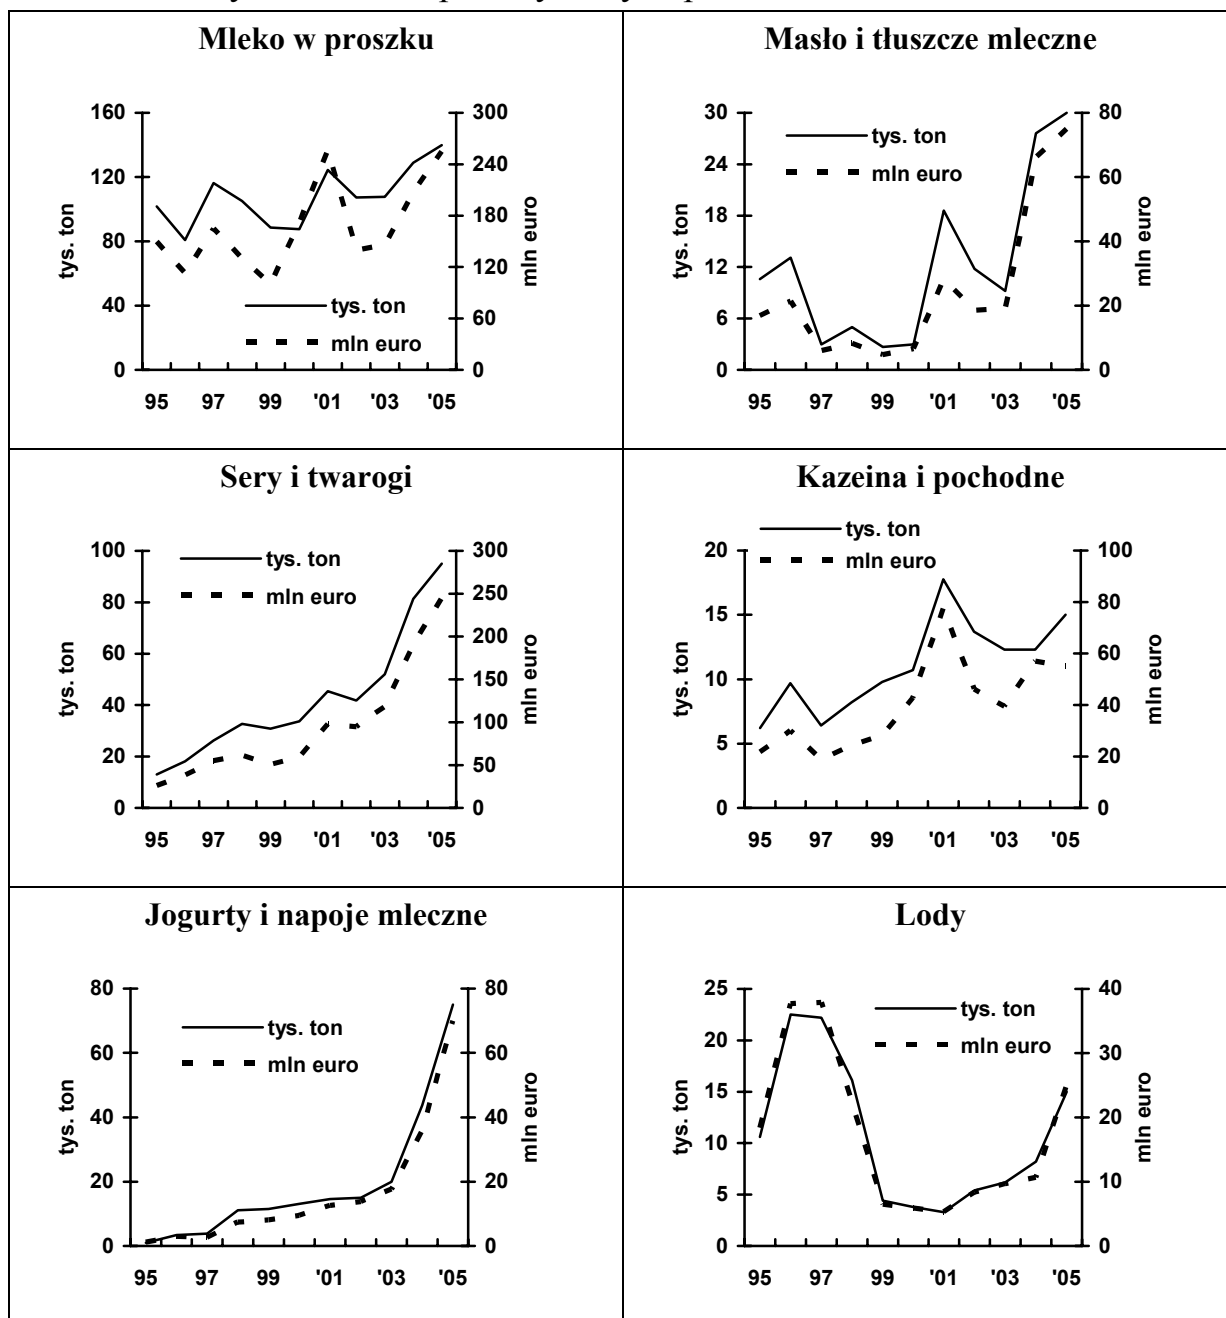 Mleko w proszku
160
120
80
40
0
300
240
180
120
60
0
tys. ton
mln euro
tys. ton
mln euro
95 97 99 '01 '03 '05
Masło i tłuszcze mleczne
30
24
18
12
6
0
80
60
40
20
0
tys. ton
mln euro
tys. ton
mln euro
95 97 99 '01 '03 '05
Sery i twarogi
100
80
60
40
20
0
300
250
200
150
100
50
0
tys. ton
mln euro
tys. ton
mln euro
95 97 99 '01 '03 '05
Kazeina i pochodne
20
15
10
5
0
100
80
60
40
20
0
tys. ton
mln euro
tys. ton
mln euro
95 97 99 '01 '03 '05
Jogurty i napoje mleczne
80
60
40
20
0
80
60
40
20
0
tys. ton
mln euro
tys. ton
mln euro
95 97 99 '01 '03 '05
Lody
25
20
15
10
5
0
40
30
20
10
0
tys. ton
mln euro
tys. ton
mln euro
95 97 99 '01 '03 '05